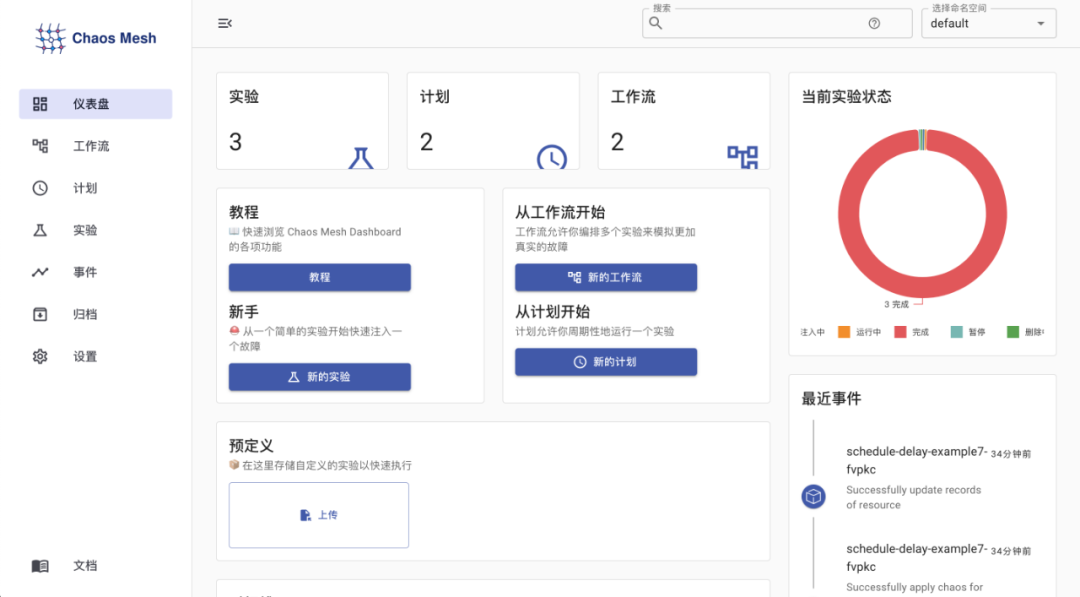 Chaos Mesh
仪表盘
工作流
计划
实验
事件
归档
设置
文档
搜索
选择命名空间
default
实验
3
计划
2
工作流
2
教程
快速浏览 Chaos Mesh Dashboard
的各项功能
教程
新手
从一个简单的实验开始快速注入一
个故障
新的实验
从工作流开始
工作流允许你编排多个实验来模拟更加
真实的故障
新的工作流
从计划开始
计划允许你周期性地运行一个实验
新的计划
预定义
在这里存储自定义的实验以快速执行
上传
当前实验状态
3 完成
注入中 运行中 完成 暂停 删除
最近事件
schedule-delay-example7- 34分钟前
fvpkc
Successfully update records
of resource
schedule-delay-example7- 34分钟前
fvpkc
Successfully apply chaos for